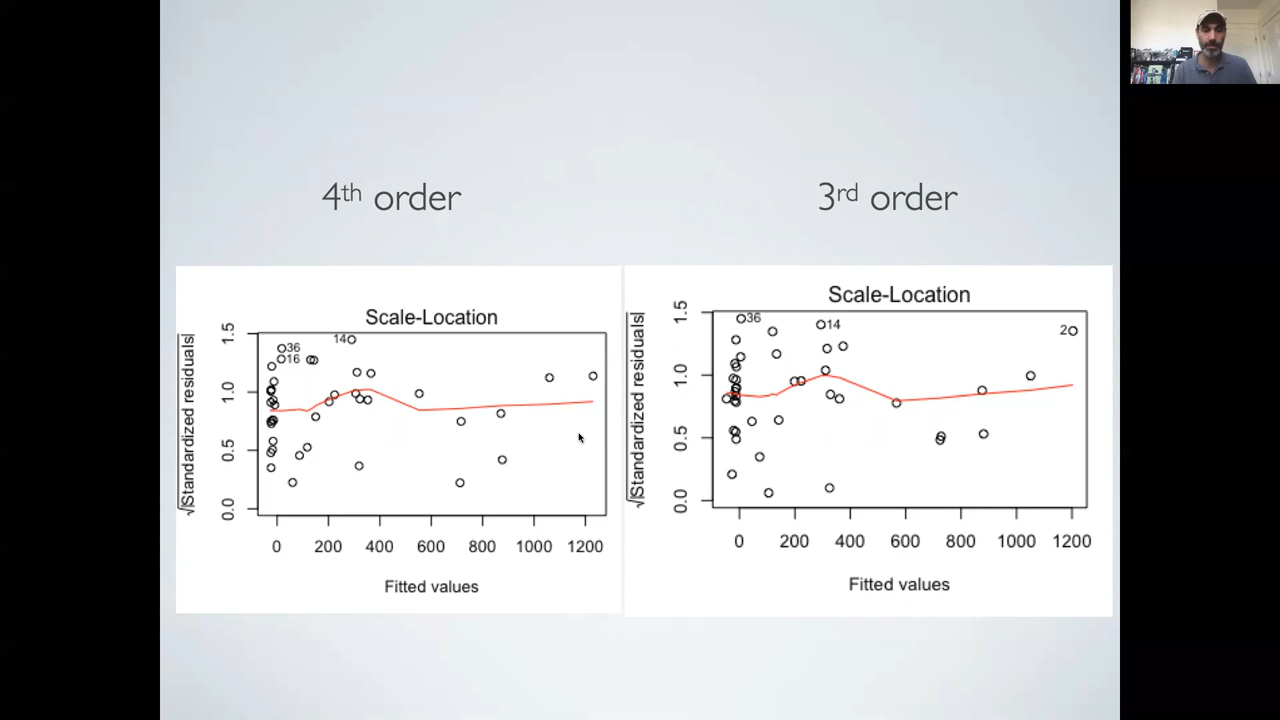 4th order
3rd order
Scale-Location
√|Standardized residuals|
1.5
1.0
0.5
0.0
36
16
14
0 200 400 600 800 1000 1200
Fitted values
Scale-Location
√|Standardized residuals|
1.5
1.0
0.5
0.0
36
14
2
0 200 400 600 800 1000 1200
Fitted values